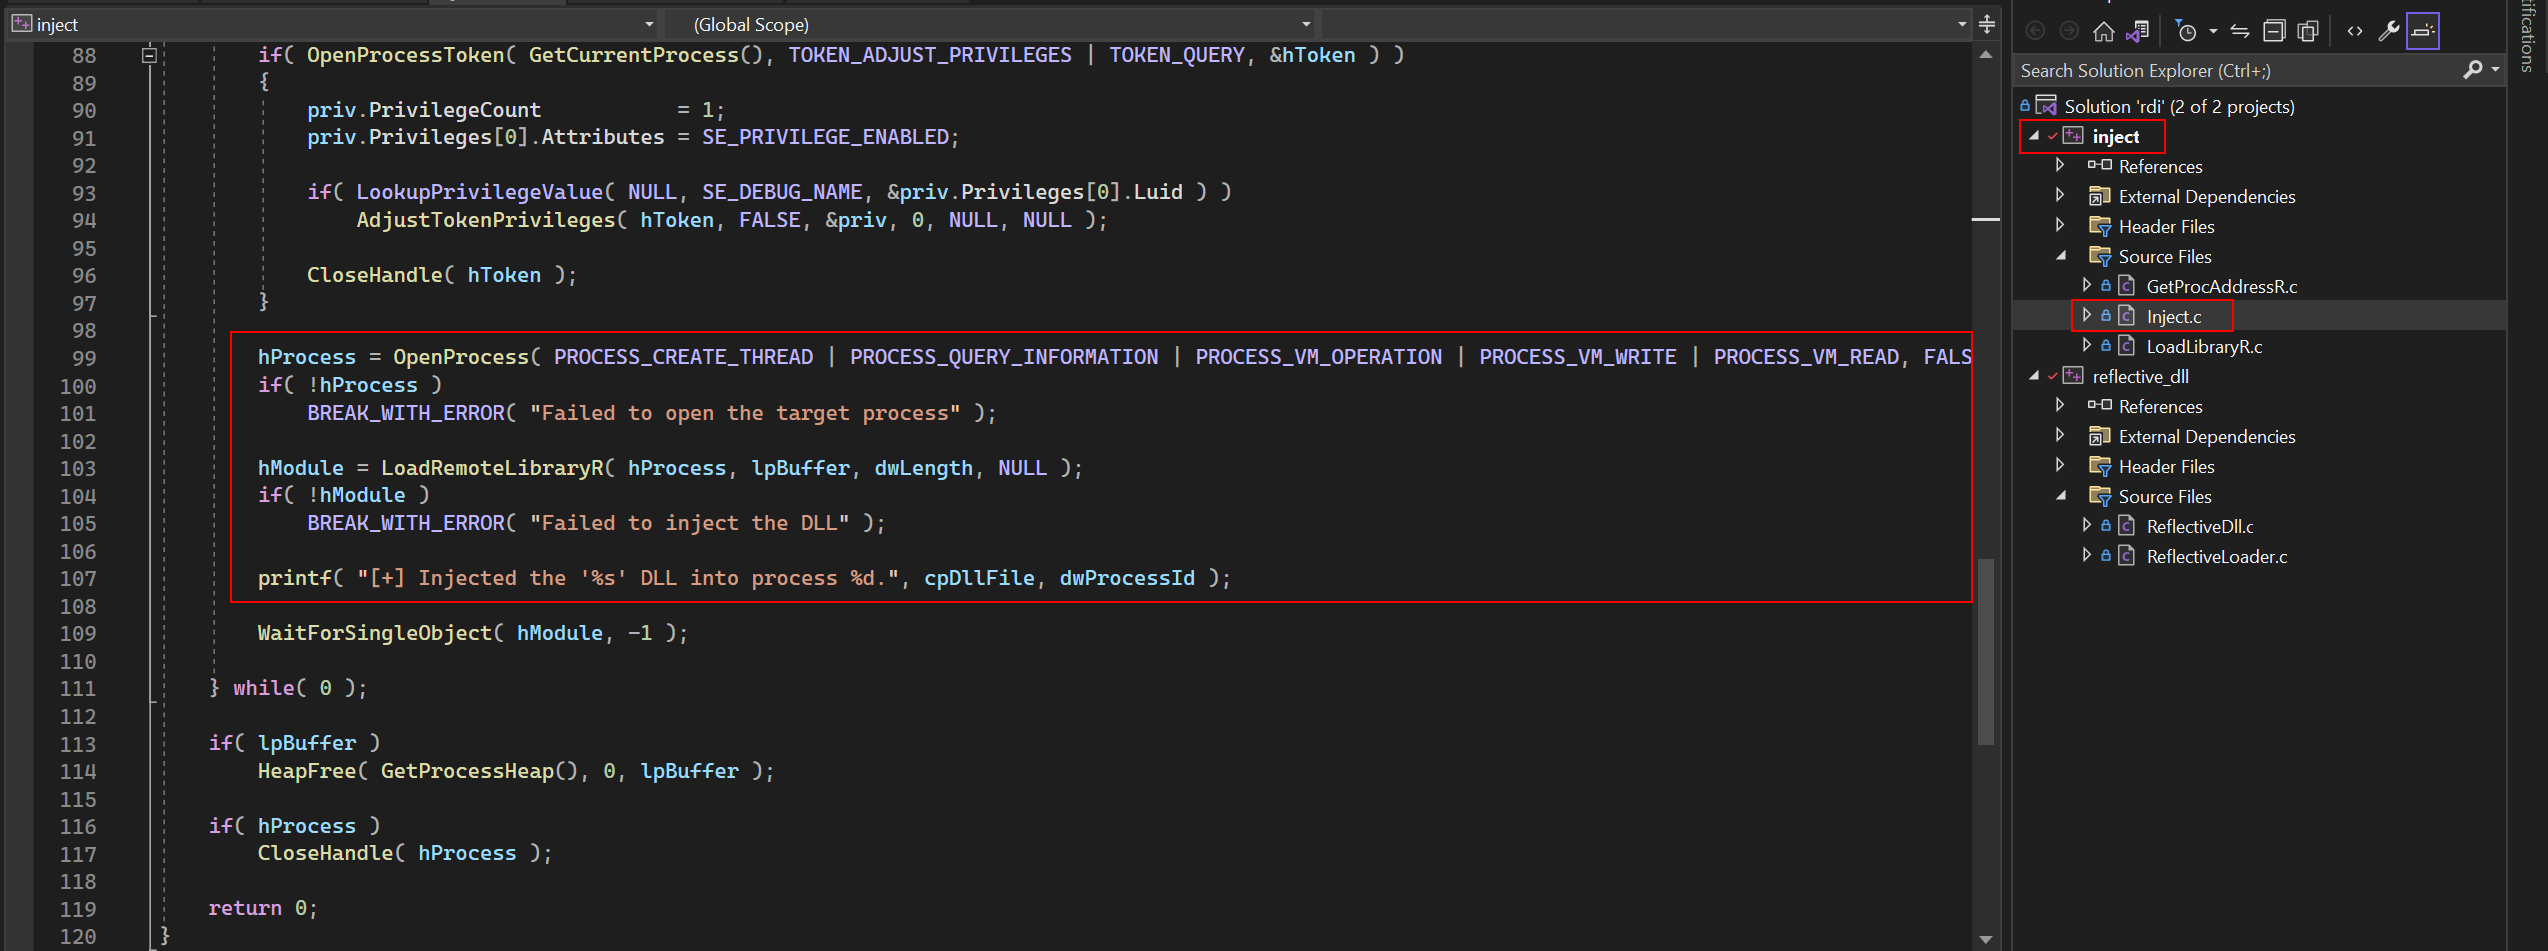 inject
(Global Scope)
88 if( OpenProcessToken( GetCurrentProcess(), TOKEN_ADJUST_PRIVILEGES | TOKEN_QUERY, &hToken ) )
89 {
90 priv.PrivilegeCount = 1;
91 priv.Privileges[0].Attributes = SE_PRIVILEGE_ENABLED;
92
93 if( LookupPrivilegeValue( NULL, SE_DEBUG_NAME, &priv.Privileges[0].Luid ) )
94 AdjustTokenPrivileges( hToken, FALSE, &priv, 0, NULL, NULL );
95
96 CloseHandle( hToken );
97 }
98
99 hProcess = OpenProcess( PROCESS_CREATE_THREAD | PROCESS_QUERY_INFORMATION | PROCESS_VM_OPERATION | PROCESS_VM_WRITE | PROCESS_VM_READ, FALS
100 if( !hProcess )
101 BREAK_WITH_ERROR( "Failed to open the target process" );
102
103 hModule = LoadRemoteLibraryR( hProcess, lpBuffer, dwLength, NULL );
104 if( !hModule )
105 BREAK_WITH_ERROR( "Failed to inject the DLL" );
106
107 printf( "[+] Injected the '%s' DLL into process %d.", cpDllFile, dwProcessId );
108
109 WaitForSingleObject( hModule, -1 );
110
111 } while( 0 );
112
113 if( lpBuffer )
114 HeapFree( GetProcessHeap(), 0, lpBuffer );
115
116 if( hProcess )
117 CloseHandle( hProcess );
118
119 return 0;
120 }
Search Solution Explorer (Ctrl+;)
Solution 'rdi' (2 of 2 projects)
inject
References
External Dependencies
Header Files
Source Files
GetProcAddressR.c
Inject.c
LoadLibraryR.c
reflective_dll
References
External Dependencies
Header Files
Source Files
ReflectiveDll.c
ReflectiveLoader.c
tifications